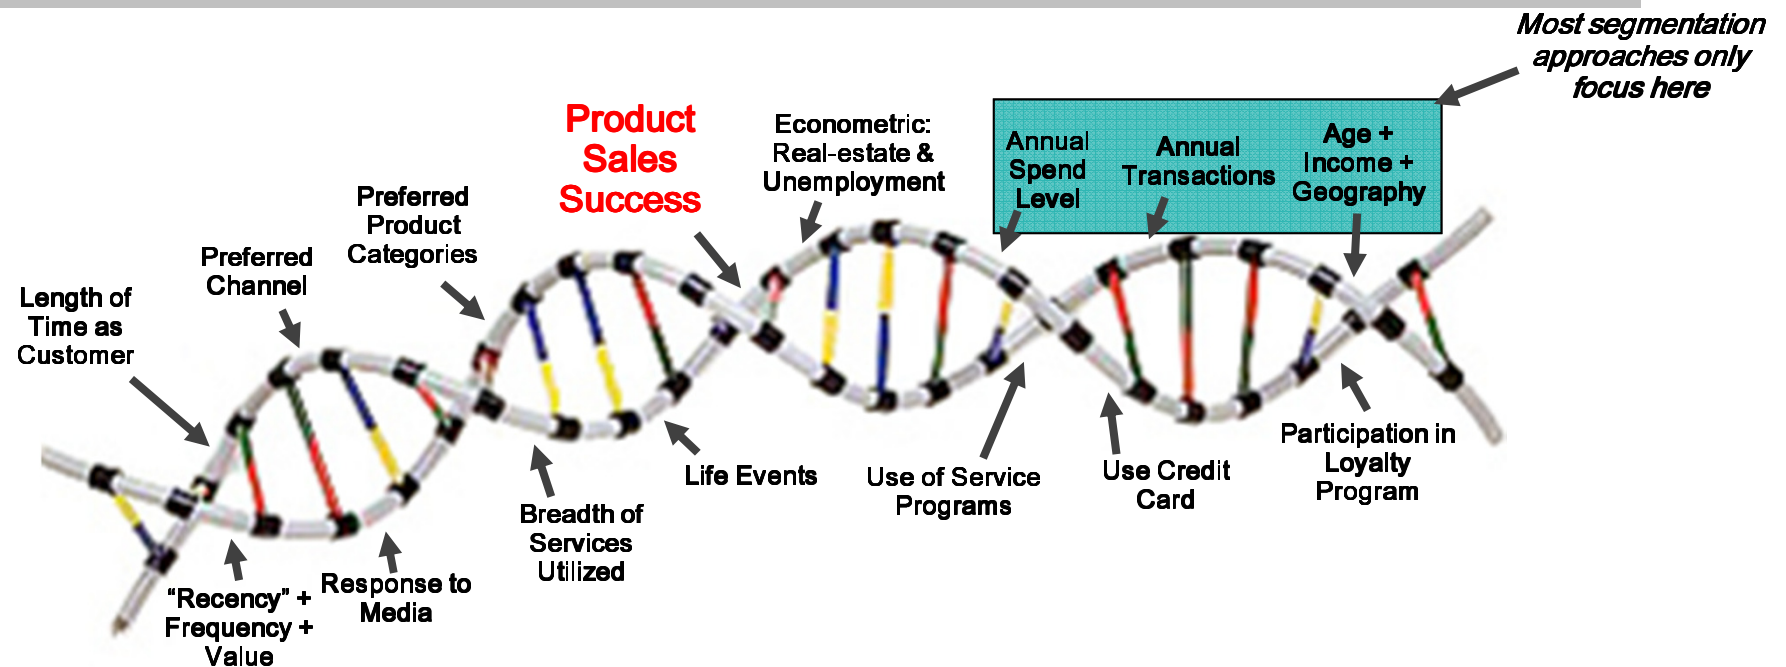 Most segmentation
approaches only
focus here
Product
Sales
Success
Econometric:
Real-estate &
Unemployment
Annual
Spend
Level
Annual
Transactions
Age +
Income +
Geography
Preferred
Product
Categories
Preferred
Channel
Length of
Time as
Customer
"Recency" +
Frequency +
Value
Response to
Media
Breadth of
Services
Utilized
Life Events
Use of Service
Programs
Use Credit
Card
Participation in
Loyalty
Program